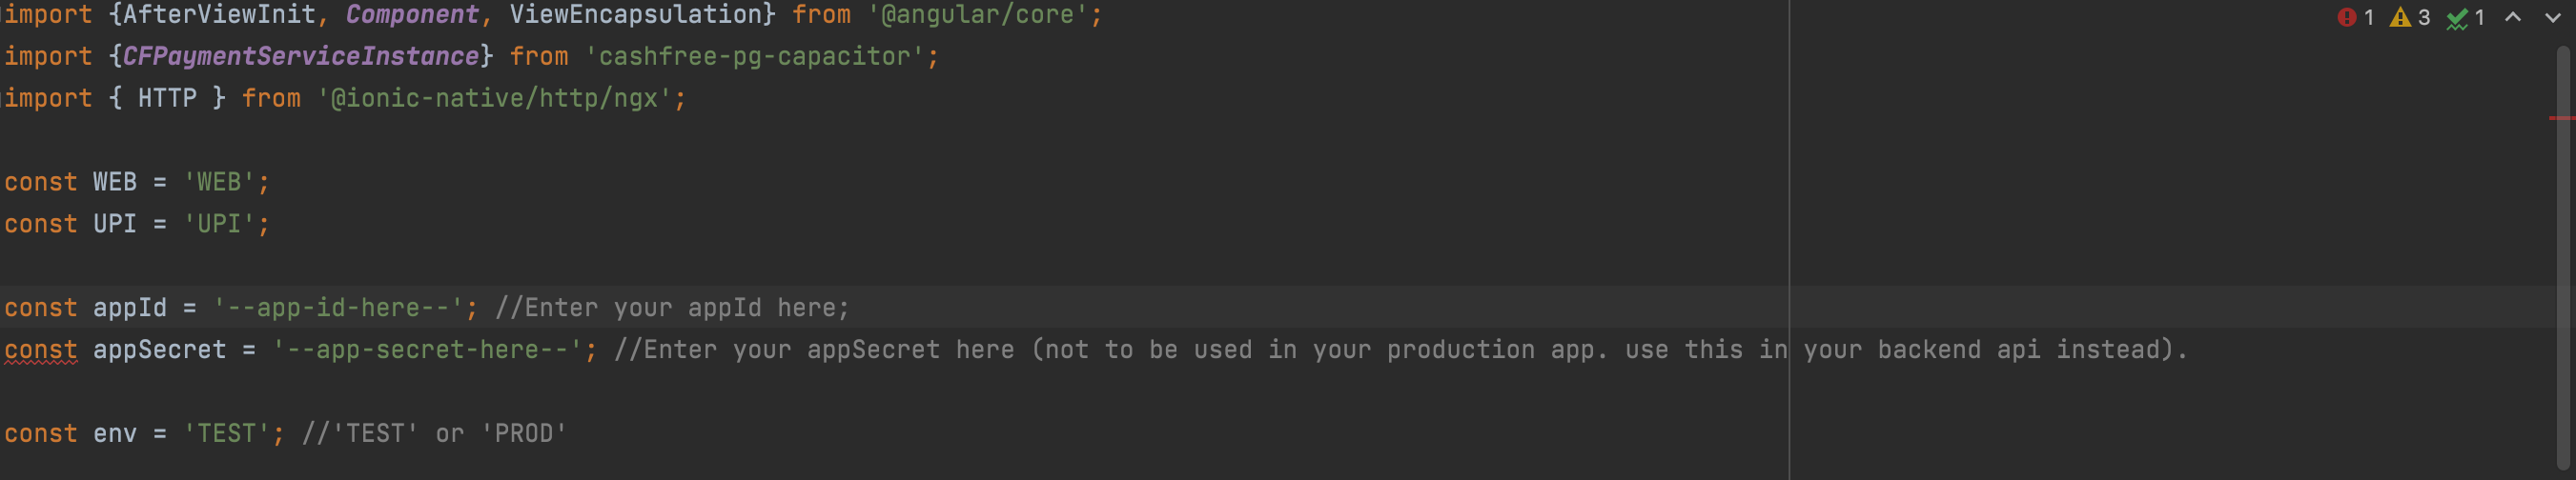 import {AfterViewInit, Component, ViewEncapsulation} from '@angular/core'; 1 3 1
import {CFPaymentServiceInstance} from 'cashfree-pg-capacitor';
import { HTTP } from '@ionic-native/http/ngx';
const WEB = 'WEB';
const UPI = 'UPI';
const appId = '--app-id-here--'; //Enter your appId here;
const appSecret = '--app-secret-here--'; //Enter your appSecret here (not to be used in your production app. use this in your backend api instead).
const env = 'TEST'; //'TEST' or 'PROD'